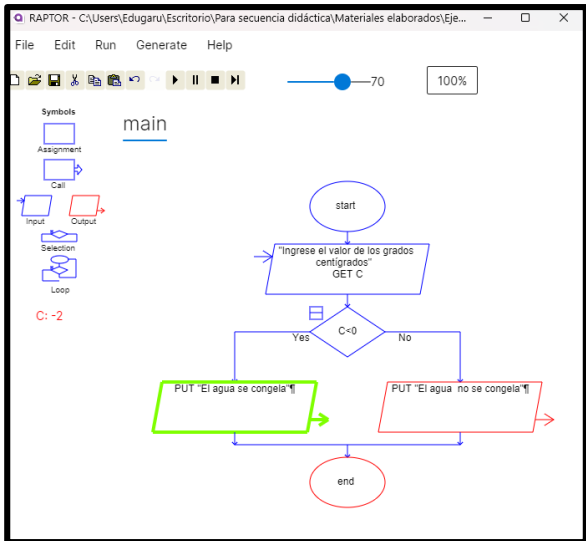 RAPTOR - C:\Users\Edugaru\Escritorio\Para secuencia didáctica\Materiales elaborados\Eje...
File Edit Run Generate Help
70
100%
Symbols
Assignment
Call
Input Output
Selection
Loop
C: -2
main
start
"Ingrese el valor de los grados
centígrados"
GET C
C<0
Yes No
PUT "El agua se congela"¶
PUT "El agua no se congela"¶
end